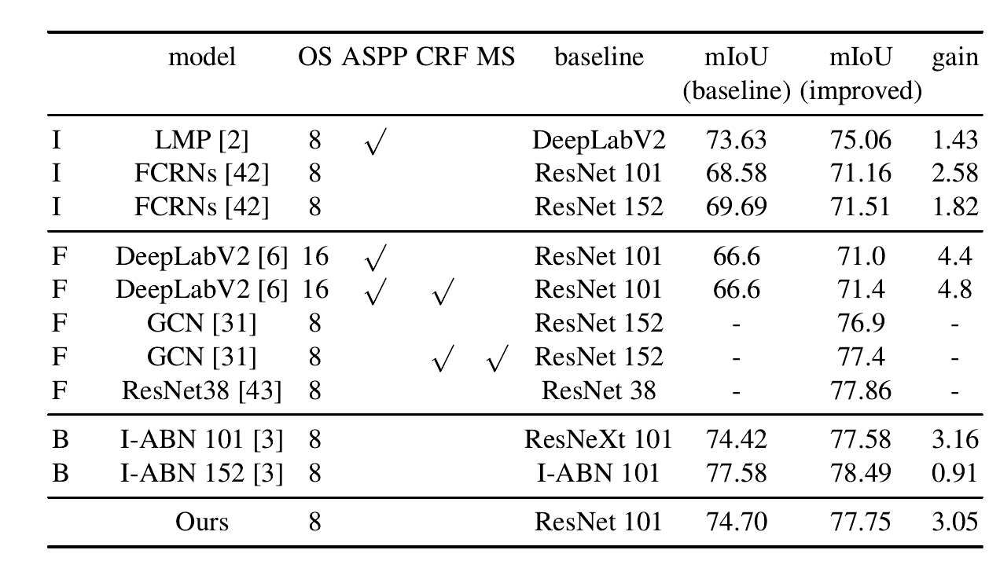 model OS ASPP CRF MS baseline mIoU mIoU gain
(baseline) (improved)
I LMP [2] 8 √ DeepLabV2 73.63 75.06 1.43
I FCRNs [42] 8 ResNet 101 68.58 71.16 2.58
I FCRNs [42] 8 ResNet 152 69.69 71.51 1.82
F DeepLabV2 [6] 16 √ ResNet 101 66.6 71.0 4.4
F DeepLabV2 [6] 16 √ √ ResNet 101 66.6 71.4 4.8
F GCN [31] 8 ResNet 152 - 76.9 -
F GCN [31] 8 √ √ ResNet 152 - 77.4 -
F ResNet38 [43] 8 ResNet 38 - 77.86 -
B I-ABN 101 [3] 8 ResNeXt 101 74.42 77.58 3.16
B I-ABN 152 [3] 8 I-ABN 101 77.58 78.49 0.91
Ours 8 ResNet 101 74.70 77.75 3.05